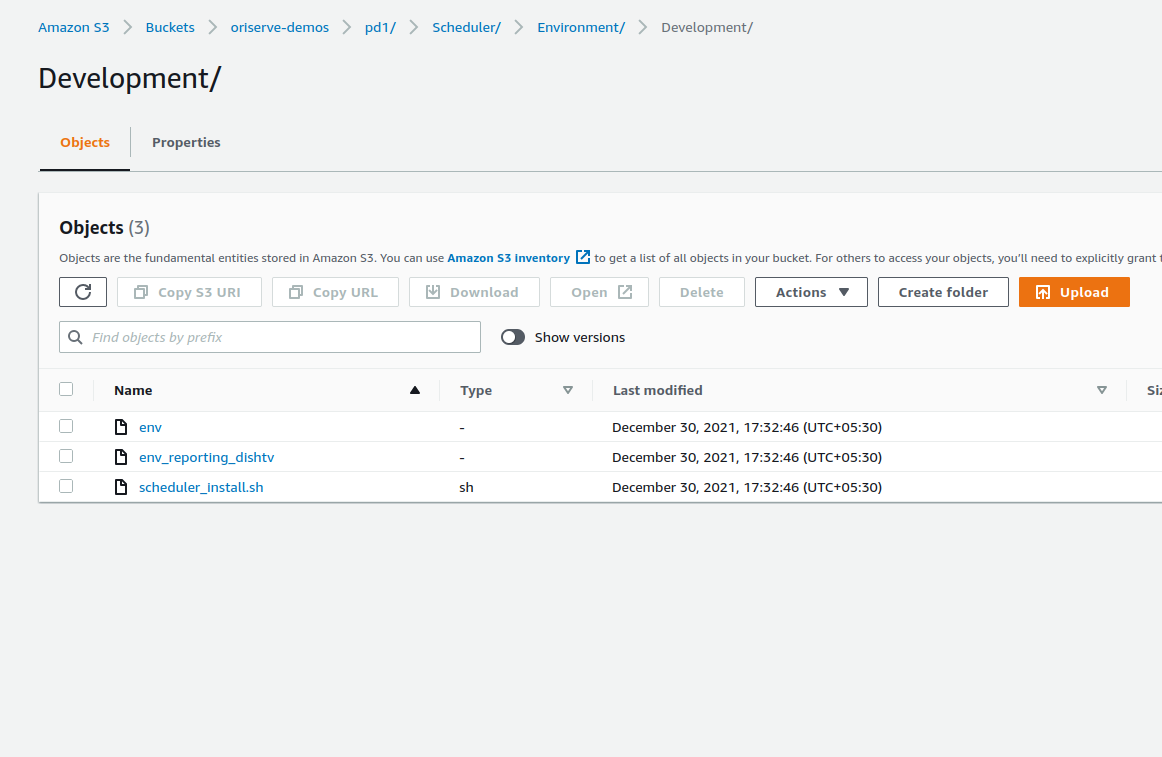 Amazon S3 Buckets oriserve-demos pd1/ Scheduler/ Environment/ Development/
Development/
Objects Properties
Objects (3)
Objects are the fundamental entities stored in Amazon S3. You can use Amazon S3 inventory to get a list of all objects in your bucket. For others to access your objects, you'll need to explicitly grant
Copy S3 URI Copy URL Download Open Delete Actions Create folder Upload
Find objects by prefix Show versions
Name Type Last modified
env - December 30, 2021, 17:32:46 (UTC+05:30)
env_reporting_dishtv - December 30, 2021, 17:32:46 (UTC+05:30)
scheduler_install.sh sh December 30, 2021, 17:32:46 (UTC+05:30)